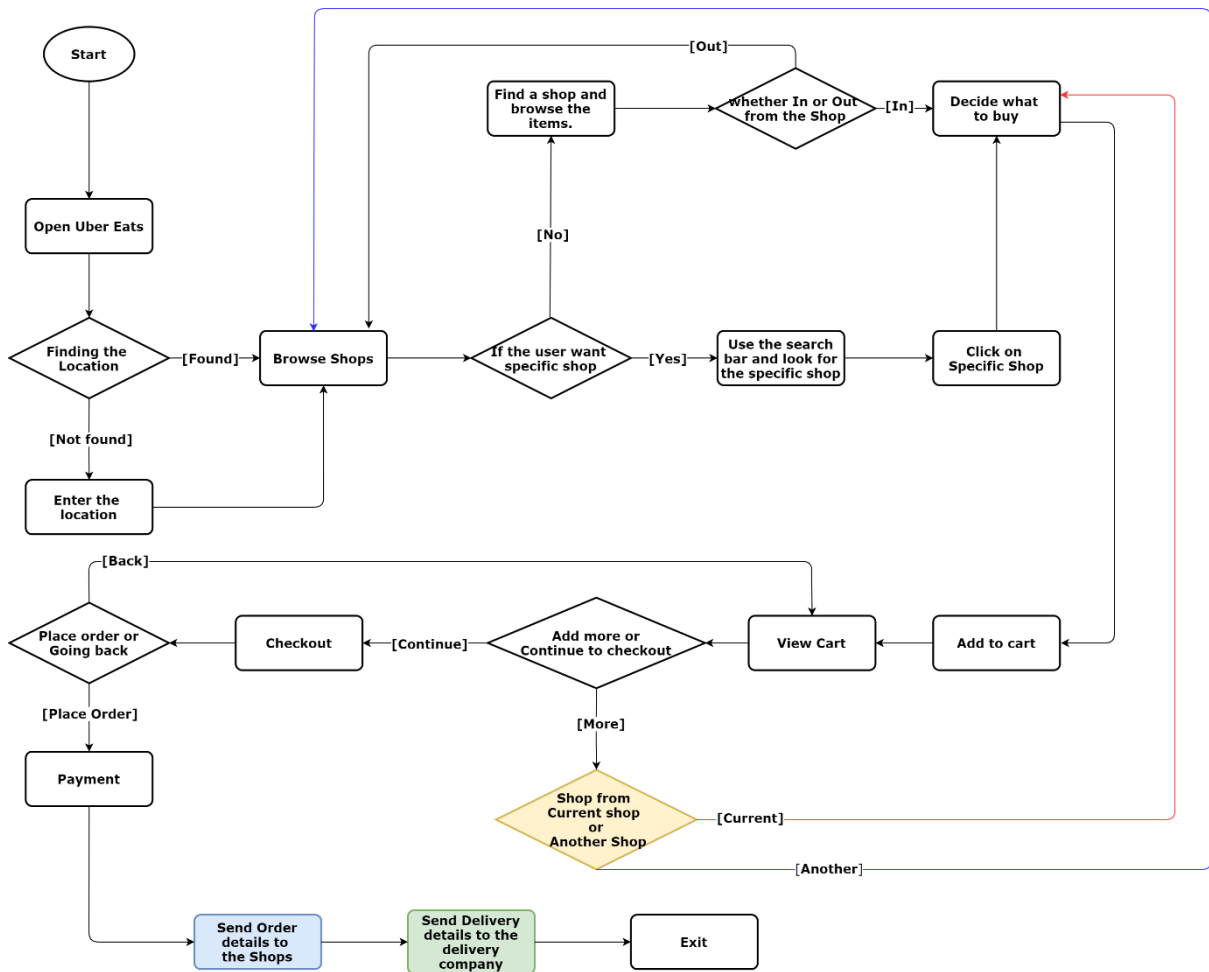 Start
[Out]
Find a shop and
browse the
items.
whether In or Out
from the Shop
[In]
Decide what
to buy
Open Uber Eats
[No]
Finding the
Location
[Found]
Browse Shops
If the user want
specific shop
[Yes]
Use the search
bar and look for
the specific shop
Click on
Specific Shop
[Not found]
Enter the
location
[Back]
Place order or
Going back
Checkout
[Continue]
Add more or
Continue to checkout
View Cart
Add to cart
[Place Order]
[More]
Payment
Shop from
Current shop
or
Another Shop
[Current]
[Another]
Send Order
details to
the Shops
Send Delivery
details to the
delivery
company
Exit